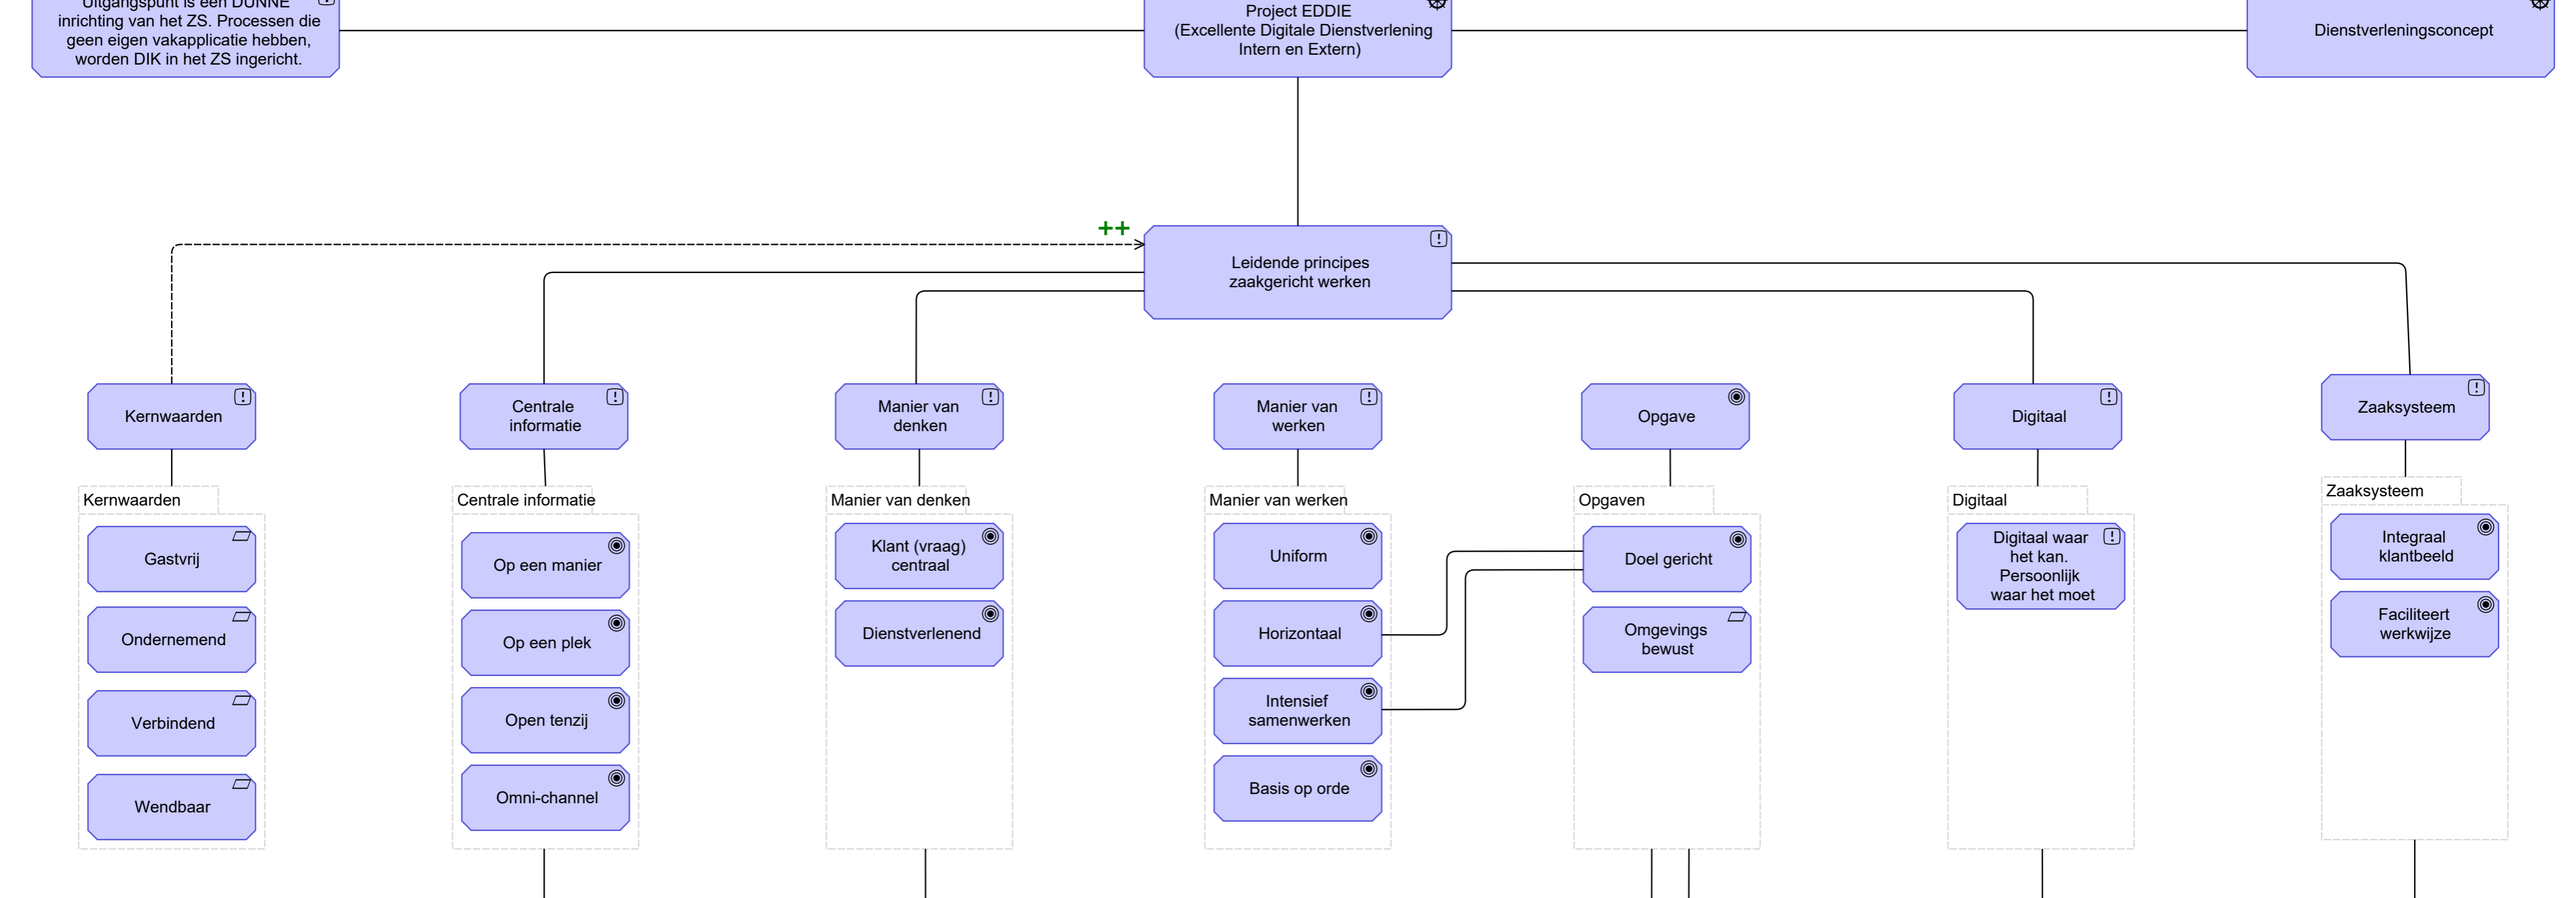 Uitgangspunt is een DUNNE
inrichting van het ZS. Processen die
geen eigen vakapplicatie hebben,
worden DIK in het ZS ingericht.
Project EDDIE
(Excellente Digitale Dienstverlening
Intern en Extern)
Dienstverleningsconcept
++
Leidende principes
zaakgericht werken
Kernwaarden
Centrale
informatie
Manier van
denken
Manier van
werken
Opgave
Digitaal
Zaaksysteem
Kernwaarden
Gastvrij
Ondernemend
Verbindend
Wendbaar
Centrale informatie
Op een manier
Op een plek
Open tenzij
Omni-channel
Manier van denken
Klant (vraag)
centraal
Dienstverlenend
Manier van werken
Uniform
Horizontaal
Intensief
samenwerken
Basis op orde
Opgaven
Doel gericht
Omgevings
bewust
Digitaal
Digitaal waar
het kan.
Persoonlijk
waar het moet
Zaaksysteem
Integraal
klantbeeld
Faciliteert
werkwijze